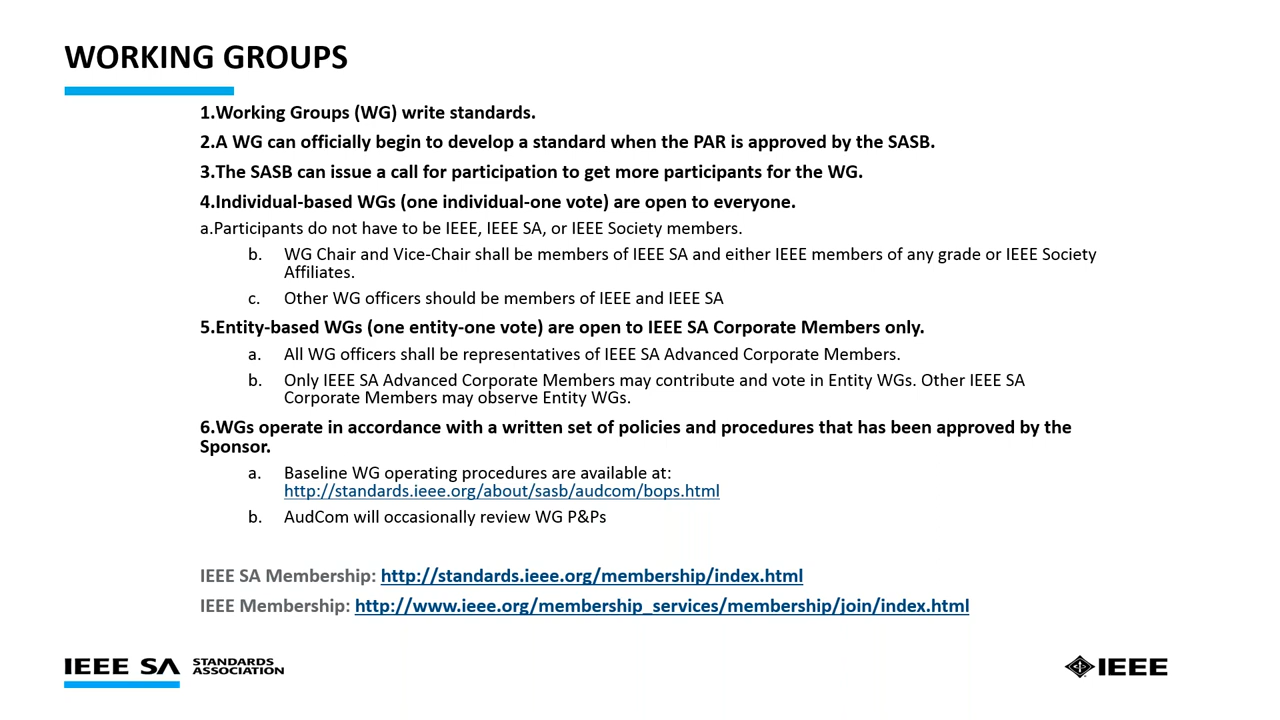 WORKING GROUPS
1.Working Groups (WG) write standards.
2.A WG can officially begin to develop a standard when the PAR is approved by the SASB.
3.The SASB can issue a call for participation to get more participants for the WG.
4.Individual-based WGs (one individual-one vote) are open to everyone.
a.Participants do not have to be IEEE, IEEE SA, or IEEE Society members.
b. WG Chair and Vice-Chair shall be members of IEEE SA and either IEEE members of any grade or IEEE Society
Affiliates.
c. Other WG officers should be members of IEEE and IEEE SA
5.Entity-based WGs (one entity-one vote) are open to IEEE SA Corporate Members only.
a. All WG officers shall be representatives of IEEE SA Advanced Corporate Members.
b. Only IEEE SA Advanced Corporate Members may contribute and vote in Entity WGs. Other IEEE SA
Corporate Members may observe Entity WGs.
6.WGs operate in accordance with a written set of policies and procedures that has been approved by the
Sponsor.
a. Baseline WG operating procedures are available at:
http://standards.ieee.org/about/sasb/audcom/bops.html
b. AudCom will occasionally review WG P&Ps
IEEE SA Membership: http://standards.ieee.org/membership/index.html
IEEE Membership: http://www.ieee.org/membership_services/membership/join/index.html
IEEE SA STANDARDS
ASSOCIATION
IEEE